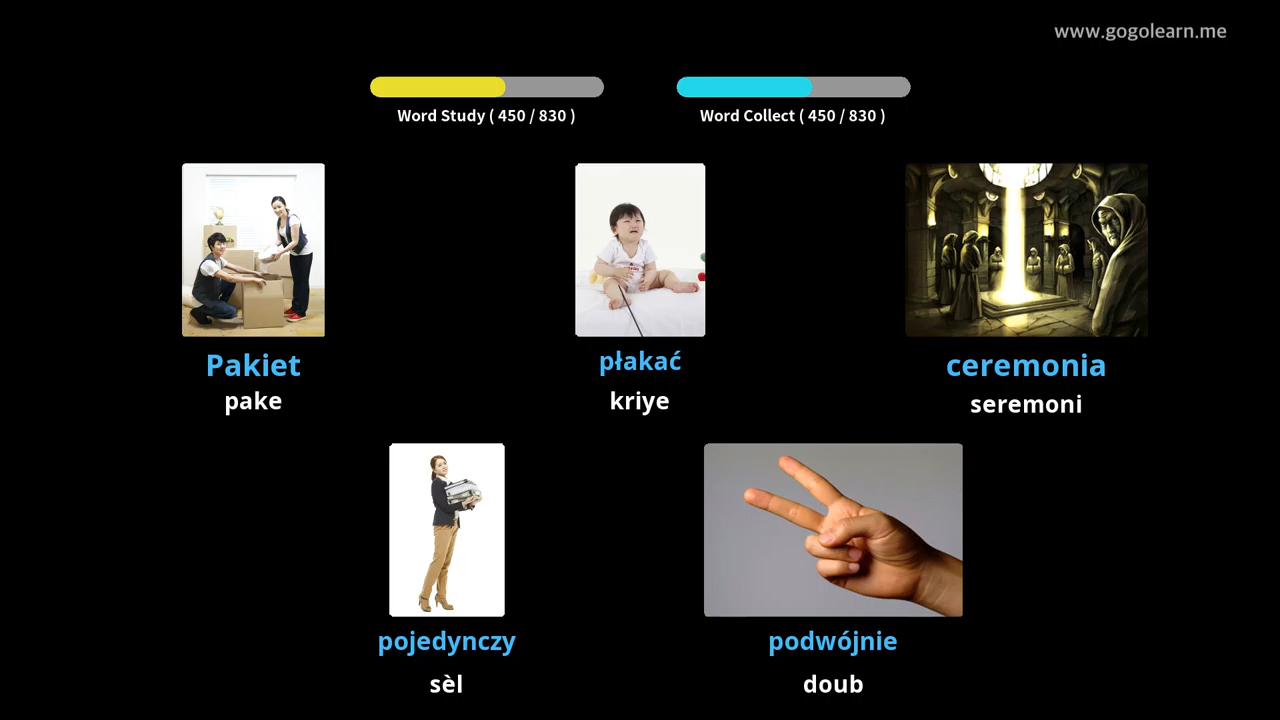 www.gogolearn.me
Word Study ( 450 / 830 )
Word Collect ( 450 / 830 )
Pakiet
pake
płakać
kriye
ceremonia
seremoni
pojedynczy
sèl
podwójnie
doub